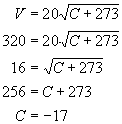 V = 20√(C + 273)
320 = 20√(C + 273)
16 = √(C + 273)
256 = C + 273
C = −17